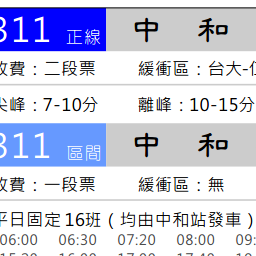 811 正線 中和
收費：二段票 緩衝區：台大-
尖峰：7-10分 離峰：10-15分
811 區間 中和
收費：一段票 緩衝區：無
平日固定16班（均由中和站發車）
06:00 06:30 07:20 08:00 09: